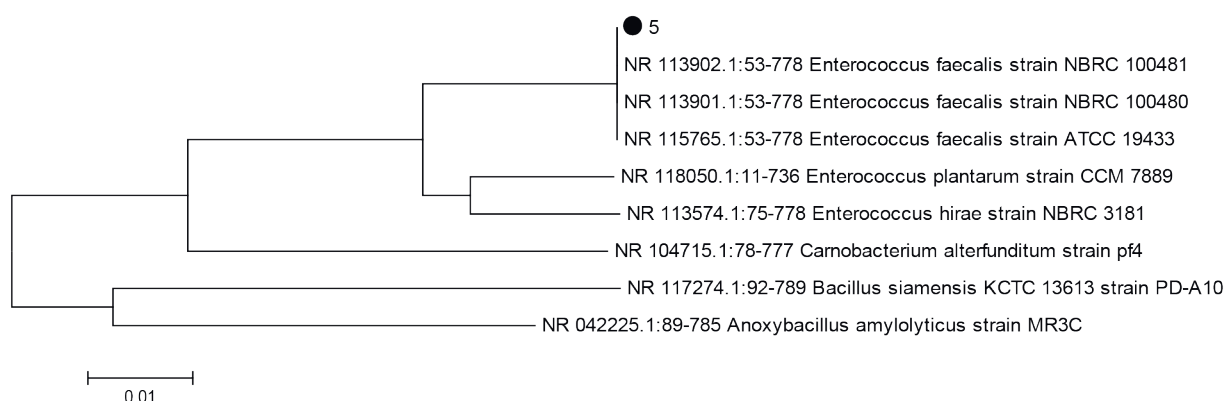 5
NR 113902.1:53-778 Enterococcus faecalis strain NBRC 100481
NR 113901.1:53-778 Enterococcus faecalis strain NBRC 100480
NR 115765.1:53-778 Enterococcus faecalis strain ATCC 19433
NR 118050.1:11-736 Enterococcus plantarum strain CCM 7889
NR 113574.1:75-778 Enterococcus hirae strain NBRC 3181
NR 104715.1:78-777 Carnobacterium alterfunditum strain pf4
NR 117274.1:92-789 Bacillus siamensis KCTC 13613 strain PD-A10
NR 042225.1:89-785 Anoxybacillus amylolyticus strain MR3C
0.01